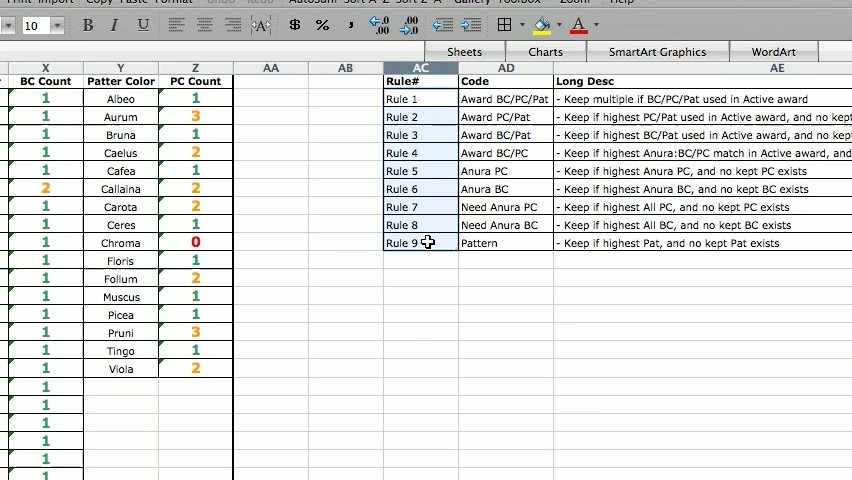 10 B I U ABC $ % , .00 .0 .00
Sheets Charts SmartArt Graphics WordArt
X Y Z AA AB AC AD AE
BC Count Patter Color PC Count Rule# Code Long Desc
1 Albeo 1 Rule 1 Award BC/PC/Pat - Keep multiple if BC/PC/Pat used in Active award
1 Aurum 3 Rule 2 Award PC/Pat - Keep if highest PC/Pat used in Active award, and no kept
1 Bruna 1 Rule 3 Award BC/Pat - Keep if highest BC/Pat used in Active award, and no kept
1 Caelus 2 Rule 4 Award BC/PC - Keep if highest Anura:BC/PC match in Active award, and
1 Cafea 1 Rule 5 Anura PC - Keep if highest Anura PC, and no kept PC exists
2 Callaina 2 Rule 6 Anura BC - Keep if highest Anura BC, and no kept BC exists
1 Carota 2 Rule 7 Need Anura PC - Keep if highest All PC, and no kept PC exists
1 Ceres 1 Rule 8 Need Anura BC - Keep if highest All BC, and no kept BC exists
1 Chroma 0 Rule 9 Pattern - Keep if highest Pat, and no kept Pat exists
1 Floris 1
1 Folium 2
1 Muscus 1
1 Picea 1
1 Pruni 3
1 Tingo 1
1 Viola 2
1
1
1
1
1
1